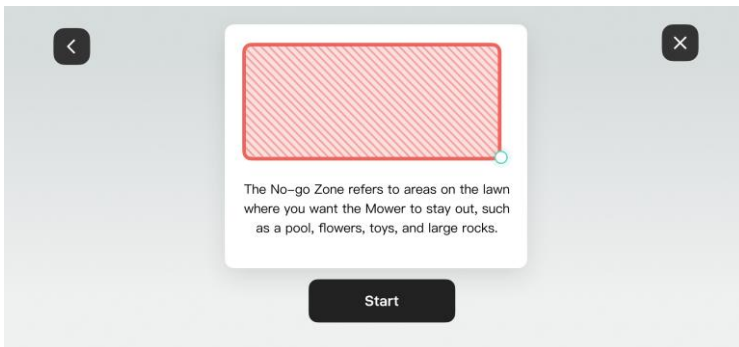 The No-go Zone refers to areas on the lawn
where you want the Mower to stay out, such
as a pool, flowers, toys, and large rocks.
Start